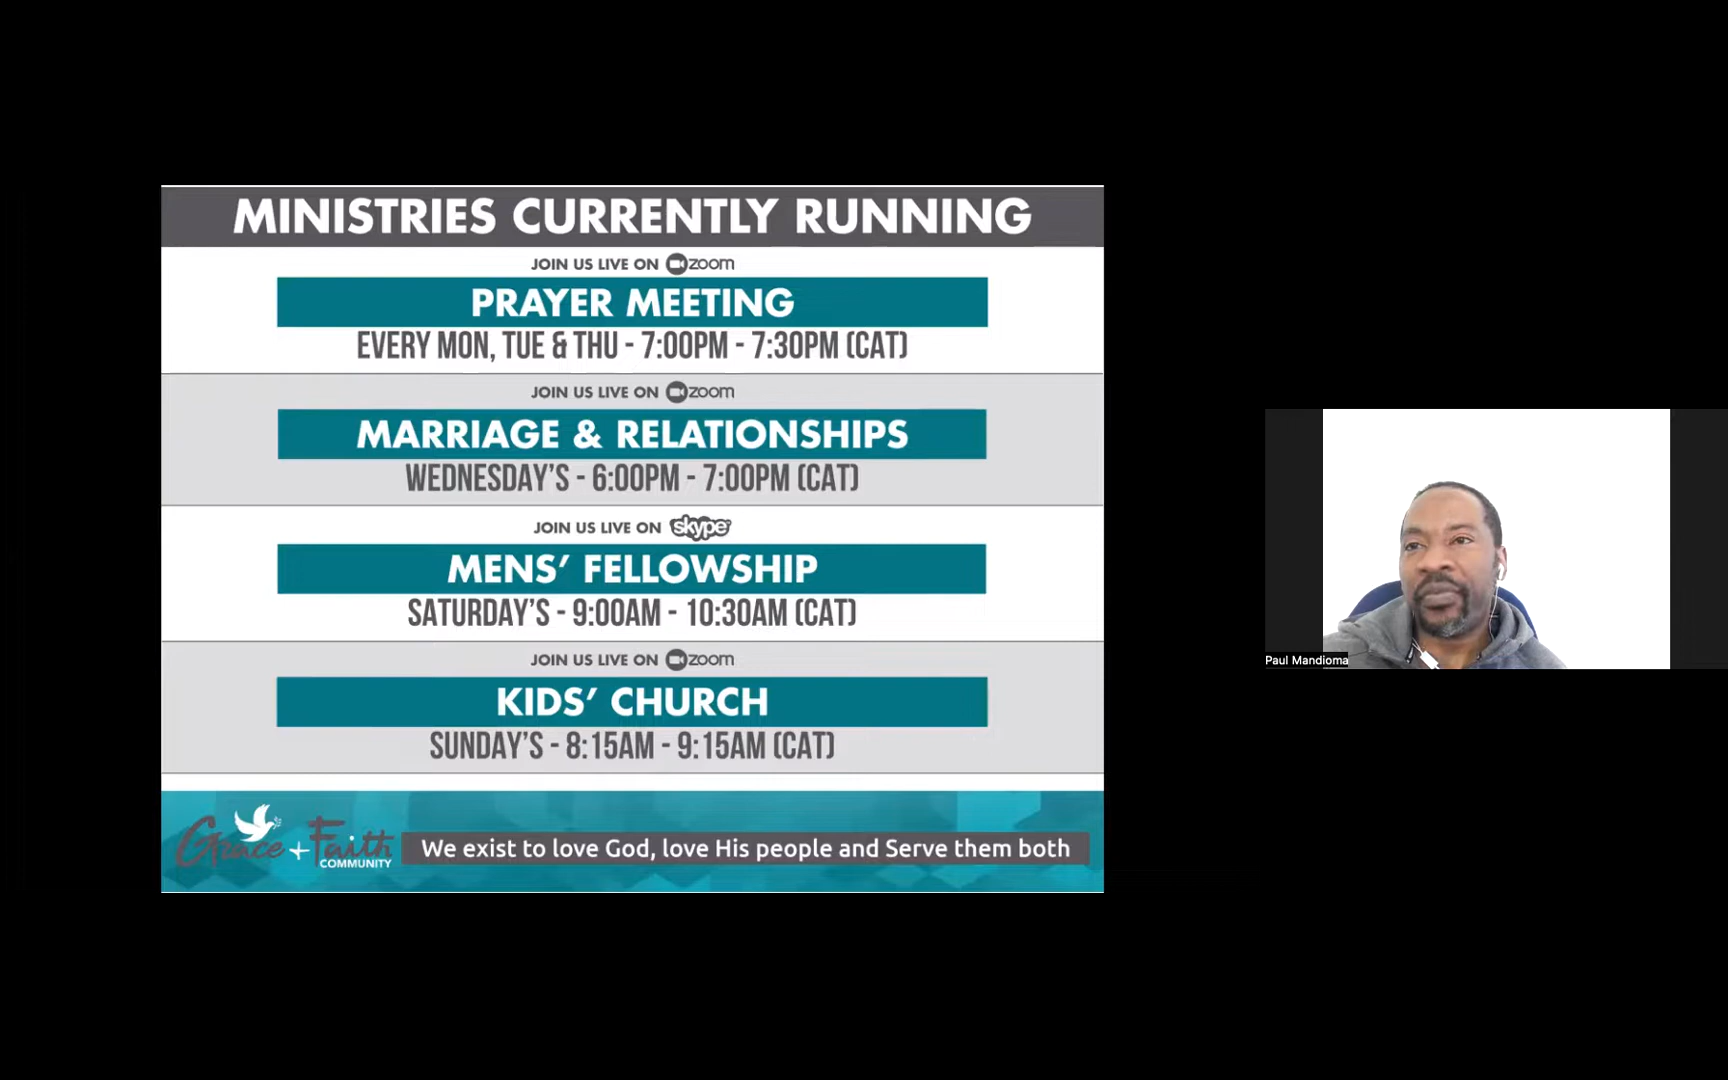 MINISTRIES CURRENTLY RUNNING
JOIN US LIVE ON zoom
PRAYER MEETING
EVERY MON, TUE & THU - 7:00PM - 7:30PM (CAT)
JOIN US LIVE ON zoom
MARRIAGE & RELATIONSHIPS
WEDNESDAY'S - 6:00PM - 7:00PM (CAT)
JOIN US LIVE ON skype
MENS' FELLOWSHIP
SATURDAY'S - 9:00AM - 10:30AM (CAT)
JOIN US LIVE ON zoom
KIDS' CHURCH
SUNDAY'S - 8:15AM - 9:15AM (CAT)
Grace + Faith
COMMUNITY
We exist to love God, love His people and Serve them both
Paul Mandioma